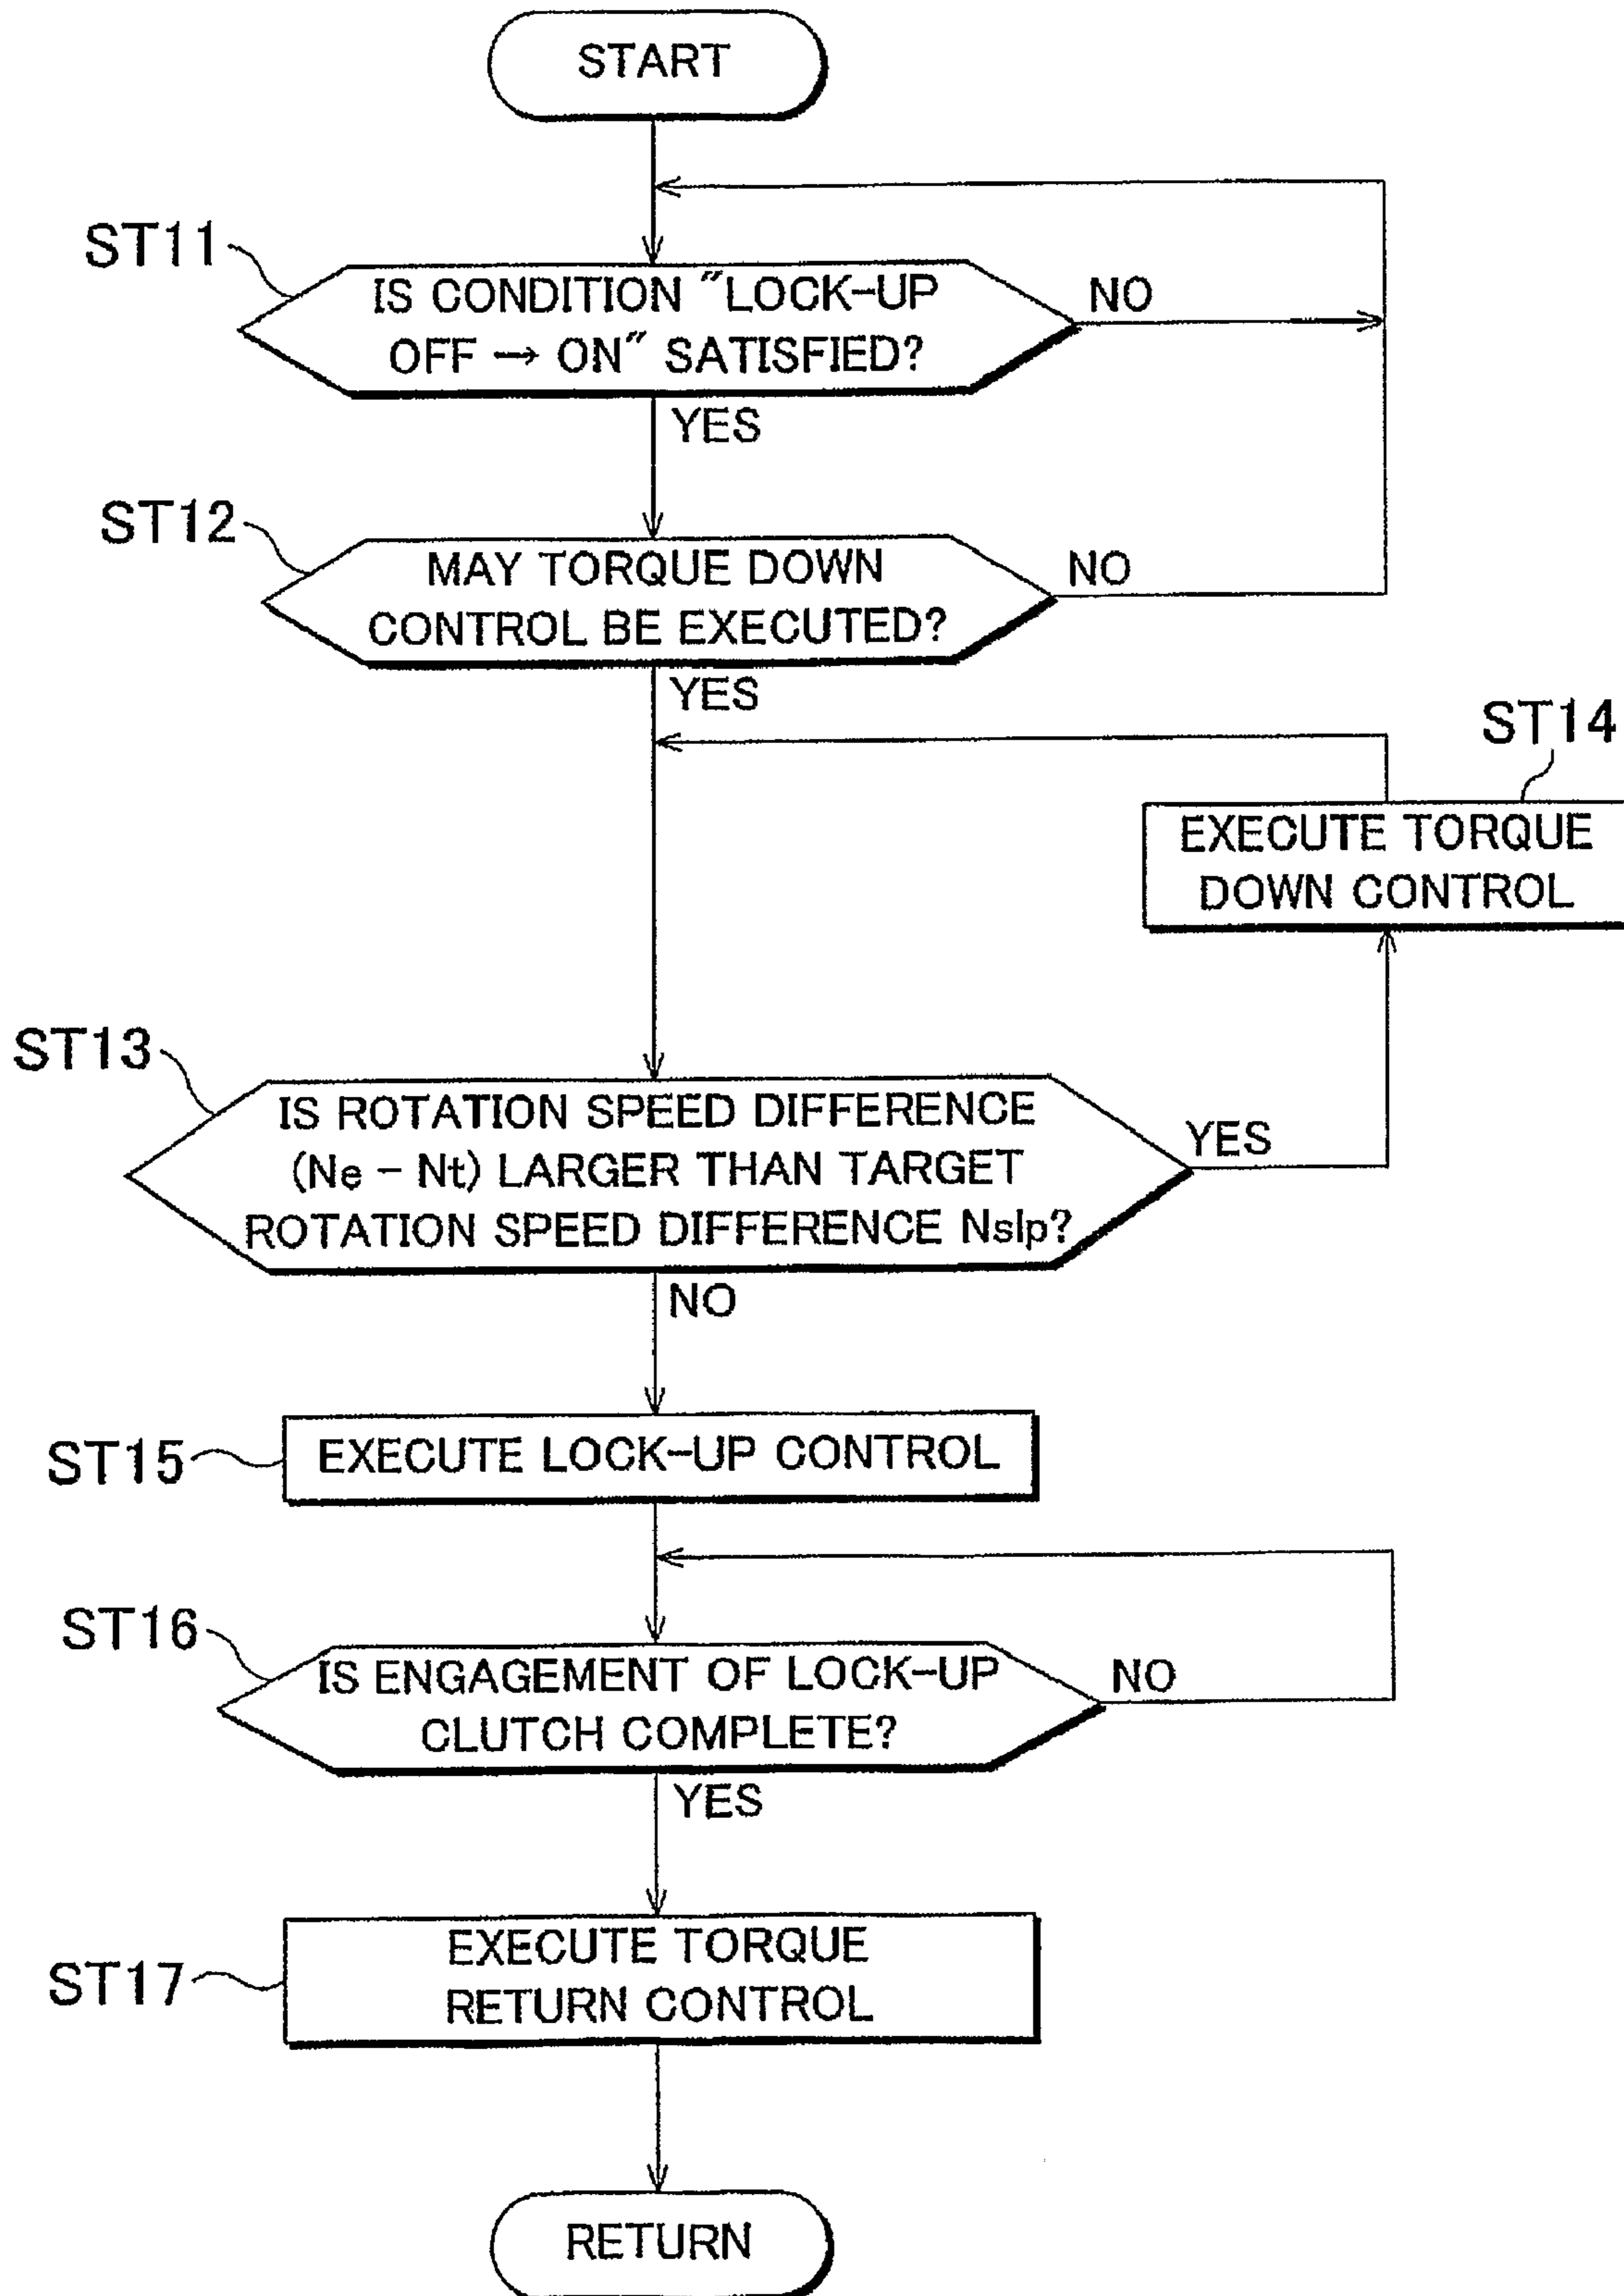 START
ST11
IS CONDITION "LOCK-UP
OFF → ON" SATISFIED?
NO
YES
ST12
MAY TORQUE DOWN
CONTROL BE EXECUTED?
NO
YES
ST14
EXECUTE TORQUE
DOWN CONTROL
ST13
IS ROTATION SPEED DIFFERENCE
(Ne - Nt) LARGER THAN TARGET
ROTATION SPEED DIFFERENCE Nslp?
YES
NO
ST15
EXECUTE LOCK-UP CONTROL
ST16
IS ENGAGEMENT OF LOCK-UP
CLUTCH COMPLETE?
NO
YES
ST17
EXECUTE TORQUE
RETURN CONTROL
RETURN